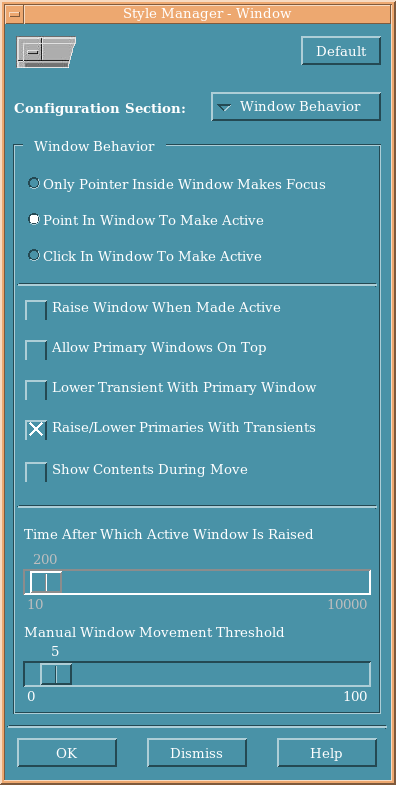 Style Manager - Window
Default
Configuration Section:
Window Behavior
Window Behavior
Only Pointer Inside Window Makes Focus
Point In Window To Make Active
Click In Window To Make Active
Raise Window When Made Active
Allow Primary Windows On Top
Lower Transient With Primary Window
Raise/Lower Primaries With Transients
Show Contents During Move
Time After Which Active Window Is Raised
200
10 10000
Manual Window Movement Threshold
5
0 100
OK Dismiss Help